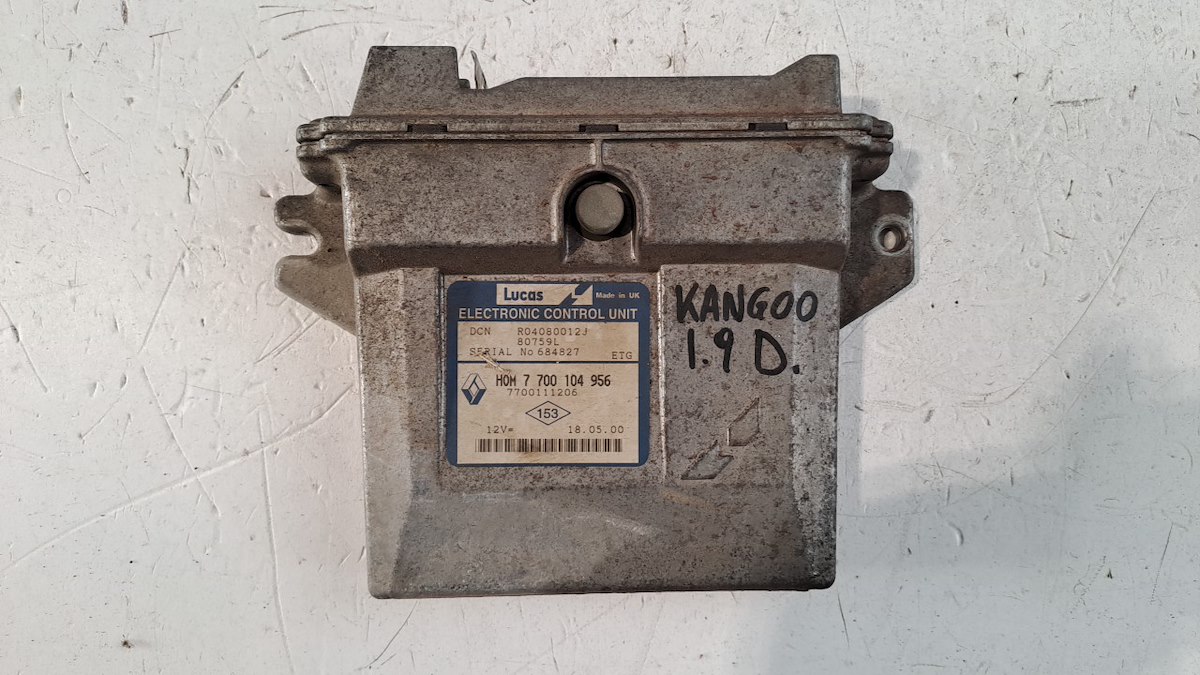 Lucas Made in UK
ELECTRONIC CONTROL UNIT
DCN R04080012J
80759L
SERIAL No 684827 ETG
HOM 7 700 104 956
7700111206
153
12V= 18.05.00
KANGOO
1.9 D.